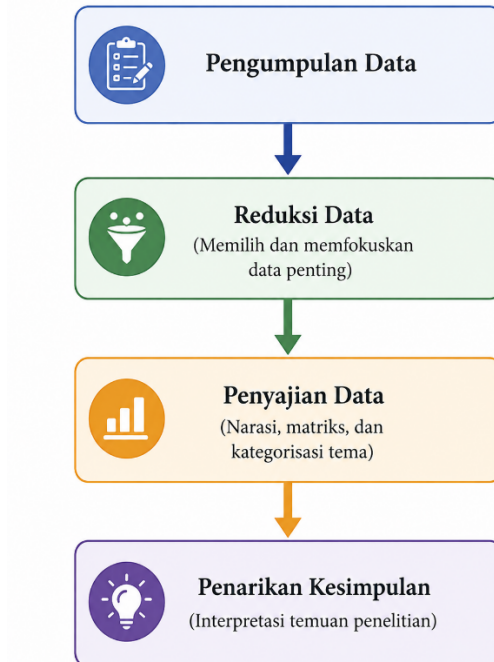 Pengumpulan Data
Reduksi Data
(Memilih dan memfokuskan
data penting)
Penyajian Data
(Narasi, matriks, dan
kategorisasi tema)
Penarikan Kesimpulan
(Interpretasi temuan penelitian)